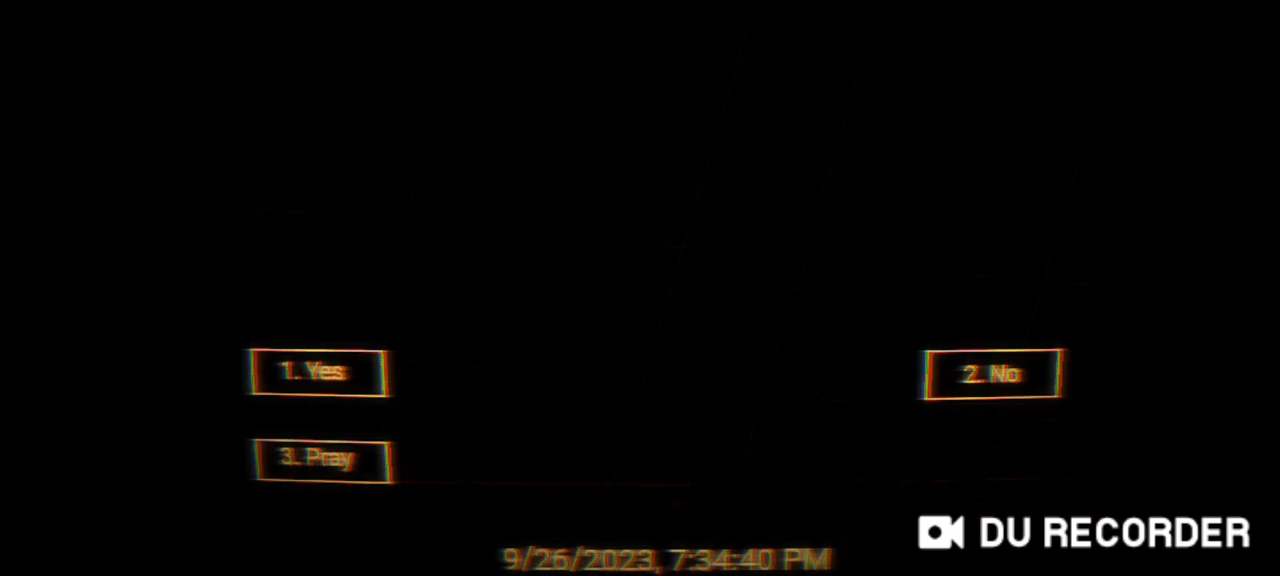 1. Yes
2. No
3. Pray
DU RECORDER
9/26/2023, 7:34:40 PM